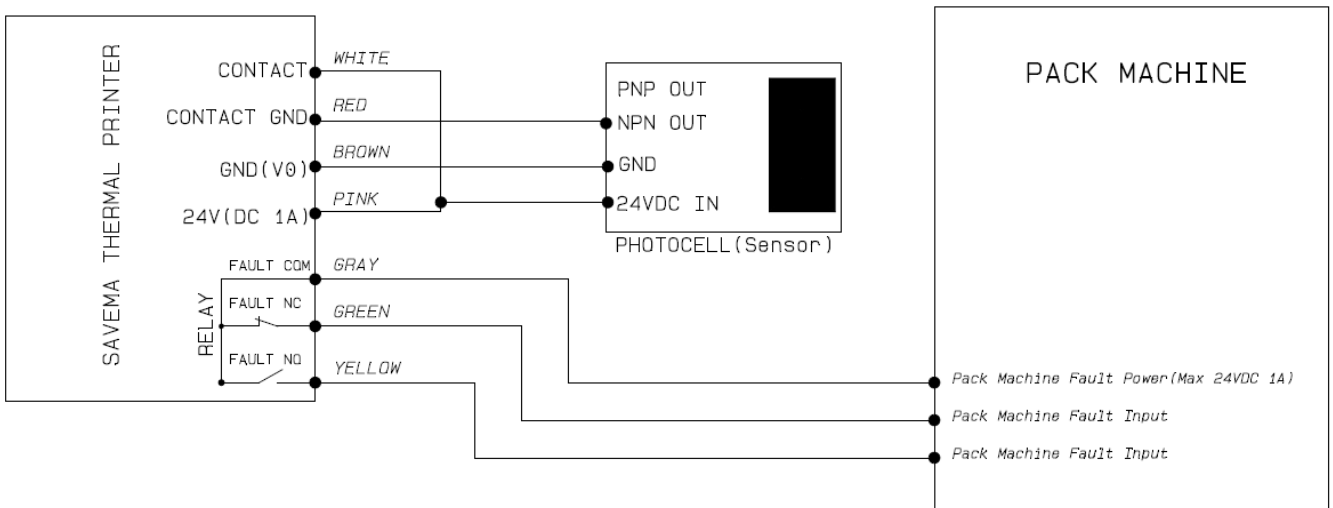 SAVEMA THERMAL PRINTER
CONTACT
CONTACT GND
GND(V0)
24V(DC 1A)
RELAY
FAULT COM
FAULT NC
FAULT NO
WHITE
RED
BROWN
PINK
GRAY
GREEN
YELLOW
PNP OUT
NPN OUT
GND
24VDC IN
PHOTOCELL(Sensor)
PACK MACHINE
Pack Machine Fault Power(Max 24VDC 1A)
Pack Machine Fault Input
Pack Machine Fault Input